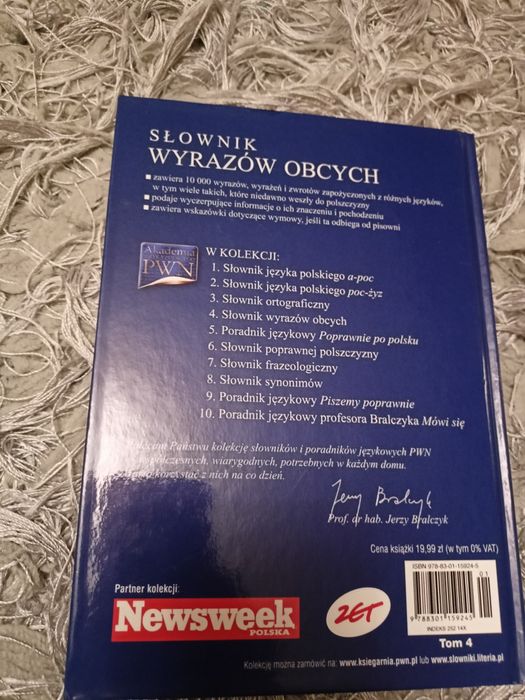 SŁOWNIK
WYRAZÓW OBCYCH
▪ zawiera 10 000 wyrazów, wyrażeń i zwrotów zapożyczonych z różnych języków,
w tym wiele takich, które niedawno weszły do polszczyzny
▪ podaje wyczerpujące informacje o ich znaczeniu i pochodzeniu
▪ zawiera wskazówki dotyczące wymowy, jeśli ta odbiega od pisowni
Akademia
PWN
W KOLEKCJI:
1. Słownik języka polskiego a-poc
2. Słownik języka polskiego poc-żyz
3. Słownik ortograficzny
4. Słownik wyrazów obcych
5. Poradnik językowy Poprawnie po polsku
6. Słownik poprawnej polszczyzny
7. Słownik frazeologiczny
8. Słownik synonimów
9. Poradnik językowy Piszemy poprawnie
10. Poradnik językowy profesora Bralczyka Mówi się
Polecam Państwu kolekcję słowników i poradników językowych PWN
współczesnych, wiarygodnych, potrzebnych w każdym domu.
korzystać z nich na co dzień.
Jerzy Bralczyk
Prof. dr hab. Jerzy Bralczyk
Cena książki 19,99 zł (w tym 0% VAT)
ISBN 978-83-01-15924-5
01
9 788301 159245
INDEKS 252 14X
Tom 4
Partner kolekcji:
Newsweek
POLSKA
ZET
Kolekcję można zamówić na: www.ksiegarnia.pwn.pl lub www.slowniki.literia.pl